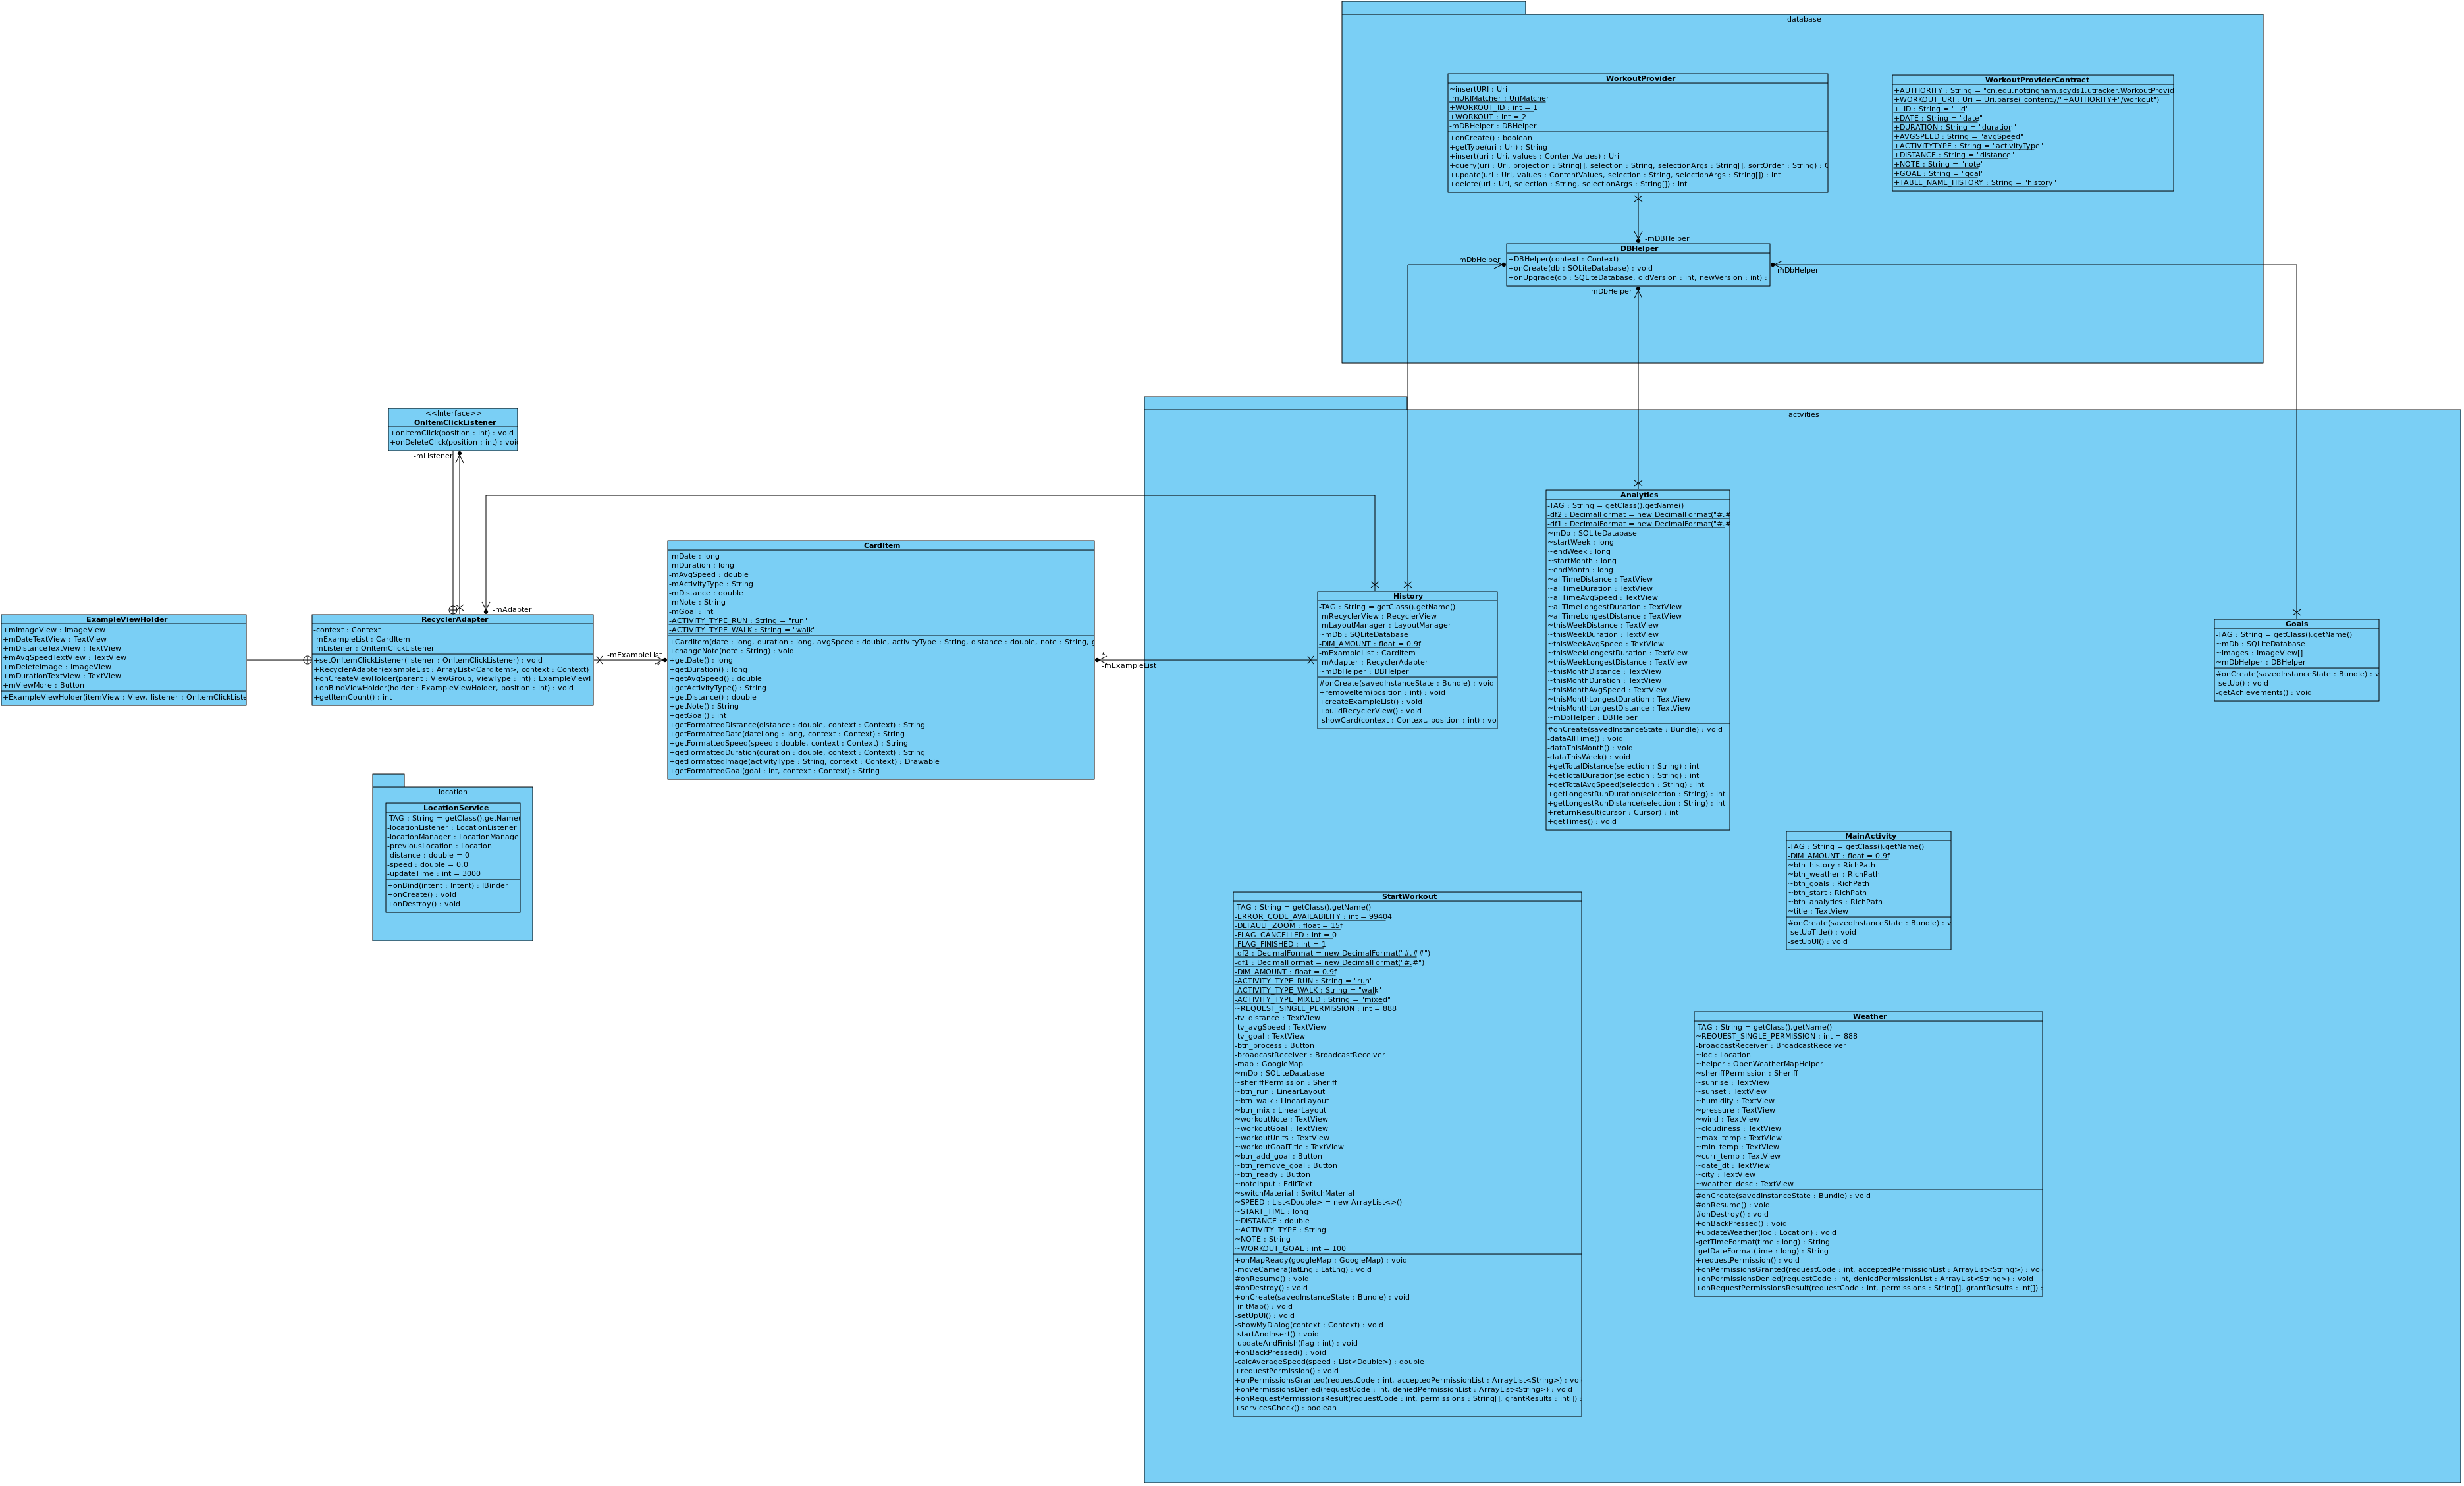 database
WorkoutProvider
~insertURI : Uri
-mURIMatcher : UriMatcher
+WORKOUT_ID : int = 1
+WORKOUT : int = 2
-mDBHelper : DBHelper
+onCreate() : boolean
+getType(uri : Uri) : String
+insert(uri : Uri, values : ContentValues) : Uri
+query(uri : Uri, projection : String[], selection : String, selectionArgs : String[], sortOrder : String) : C
+update(uri : Uri, values : ContentValues, selection : String, selectionArgs : String[]) : int
+delete(uri : Uri, selection : String, selectionArgs : String[]) : int
WorkoutProviderContract
+AUTHORITY : String = "cn.edu.nottingham.scyds1.utracker.WorkoutProvid
+WORKOUT_URI : Uri = Uri.parse("content://"+AUTHORITY+"/workout")
+_ID : String = "_id"
+DATE : String = "date"
+DURATION : String = "duration"
+AVGSPEED : String = "avgSpeed"
+ACTIVITYTYPE : String = "activityType"
+DISTANCE : String = "distance"
+NOTE : String = "note"
+GOAL : String = "goal"
+TABLE_NAME_HISTORY : String = "history"
-mDBHelper
DBHelper
+DBHelper(context : Context)
+onCreate(db : SQLiteDatabase) : void
+onUpgrade(db : SQLiteDatabase, oldVersion : int, newVersion : int) :
mDbHelper
mDbHelper
mDbHelper
actvities
<<Interface>>
OnItemClickListener
+onItemClick(position : int) : void
+onDeleteClick(position : int) : voi
-mListener
ExampleViewHolder
+mImageView : ImageView
+mDateTextView : TextView
+mDistanceTextView : TextView
+mAvgSpeedTextView : TextView
+mDeleteImage : ImageView
+mDurationTextView : TextView
+mViewMore : Button
+ExampleViewHolder(itemView : View, listener : OnItemClickListe
-mAdapter
RecyclerAdapter
-context : Context
-mExampleList : CardItem
-mListener : OnItemClickListener
+setOnItemClickListener(listener : OnItemClickListener) : void
+RecyclerAdapter(exampleList : ArrayList<CardItem>, context : Context)
+onCreateViewHolder(parent : ViewGroup, viewType : int) : ExampleViewH
+onBindViewHolder(holder : ExampleViewHolder, position : int) : void
+getItemCount() : int
-mExampleList
*
CardItem
-mDate : long
-mDuration : long
-mAvgSpeed : double
-mActivityType : String
-mDistance : double
-mNote : String
-mGoal : int
-ACTIVITY_TYPE_RUN : String = "run"
-ACTIVITY_TYPE_WALK : String = "walk"
+CardItem(date : long, duration : long, avgSpeed : double, activityType : String, distance : double, note : String, g
+changeNote(note : String) : void
+getDate() : long
+getDuration() : long
+getAvgSpeed() : double
+getActivityType() : String
+getDistance() : double
+getNote() : String
+getGoal() : int
+getFormattedDistance(distance : double, context : Context) : String
+getFormattedDate(dateLong : long, context : Context) : String
+getFormattedSpeed(speed : double, context : Context) : String
+getFormattedDuration(duration : double, context : Context) : String
+getFormattedImage(activityType : String, context : Context) : Drawable
+getFormattedGoal(goal : int, context : Context) : String
*
-mExampleList
History
-TAG : String = getClass().getName()
-mRecyclerView : RecyclerView
-mLayoutManager : LayoutManager
~mDb : SQLiteDatabase
-DIM_AMOUNT : float = 0.9f
-mExampleList : CardItem
-mAdapter : RecyclerAdapter
~mDbHelper : DBHelper
#onCreate(savedInstanceState : Bundle) : void
+removeItem(position : int) : void
+createExampleList() : void
+buildRecyclerView() : void
-showCard(context : Context, position : int) : vo
Analytics
-TAG : String = getClass().getName()
-df2 : DecimalFormat = new DecimalFormat("#.#
-df1 : DecimalFormat = new DecimalFormat("#.#
~mDb : SQLiteDatabase
~startWeek : long
~endWeek : long
~startMonth : long
~endMonth : long
~allTimeDistance : TextView
~allTimeDuration : TextView
~allTimeAvgSpeed : TextView
~allTimeLongestDuration : TextView
~allTimeLongestDistance : TextView
~thisWeekDistance : TextView
~thisWeekDuration : TextView
~thisWeekAvgSpeed : TextView
~thisWeekLongestDuration : TextView
~thisWeekLongestDistance : TextView
~thisMonthDistance : TextView
~thisMonthDuration : TextView
~thisMonthAvgSpeed : TextView
~thisMonthLongestDuration : TextView
~thisMonthLongestDistance : TextView
~mDbHelper : DBHelper
#onCreate(savedInstanceState : Bundle) : void
-dataAllTime() : void
-dataThisMonth() : void
-dataThisWeek() : void
+getTotalDistance(selection : String) : int
+getTotalDuration(selection : String) : int
+getTotalAvgSpeed(selection : String) : int
+getLongestRunDuration(selection : String) : int
+getLongestRunDistance(selection : String) : int
+returnResult(cursor : Cursor) : int
+getTimes() : void
Goals
-TAG : String = getClass().getName()
~mDb : SQLiteDatabase
~images : ImageView[]
~mDbHelper : DBHelper
#onCreate(savedInstanceState : Bundle) : v
-setUp() : void
-getAchievements() : void
location
LocationService
-TAG : String = getClass().getName(
-locationListener : LocationListener
-locationManager : LocationManager
-previousLocation : Location
-distance : double = 0
-speed : double = 0.0
-updateTime : int = 3000
+onBind(intent : Intent) : IBinder
+onCreate() : void
+onDestroy() : void
MainActivity
-TAG : String = getClass().getName()
-DIM_AMOUNT : float = 0.9f
~btn_history : RichPath
~btn_weather : RichPath
~btn_goals : RichPath
~btn_start : RichPath
~btn_analytics : RichPath
~title : TextView
#onCreate(savedInstanceState : Bundle) : v
-setUpTitle() : void
-setUpUI() : void
StartWorkout
-TAG : String = getClass().getName()
-ERROR_CODE_AVAILABILITY : int = 99404
-DEFAULT_ZOOM : float = 15f
-FLAG_CANCELLED : int = 0
-FLAG_FINISHED : int = 1
-df2 : DecimalFormat = new DecimalFormat("#.##")
-df1 : DecimalFormat = new DecimalFormat("#.#")
-DIM_AMOUNT : float = 0.9f
-ACTIVITY_TYPE_RUN : String = "run"
-ACTIVITY_TYPE_WALK : String = "walk"
-ACTIVITY_TYPE_MIXED : String = "mixed"
~REQUEST_SINGLE_PERMISSION : int = 888
-tv_distance : TextView
-tv_avgSpeed : TextView
-tv_goal : TextView
-btn_process : Button
-broadcastReceiver : BroadcastReceiver
-map : GoogleMap
~mDb : SQLiteDatabase
~sheriffPermission : Sheriff
~btn_run : LinearLayout
~btn_walk : LinearLayout
~btn_mix : LinearLayout
~workoutNote : TextView
~workoutGoal : TextView
~workoutUnits : TextView
~workoutGoalTitle : TextView
~btn_add_goal : Button
~btn_remove_goal : Button
~btn_ready : Button
~noteInput : EditText
~switchMaterial : SwitchMaterial
~SPEED : List<Double> = new ArrayList<>()
~START_TIME : long
~DISTANCE : double
~ACTIVITY_TYPE : String
~NOTE : String
~WORKOUT_GOAL : int = 100
+onMapReady(googleMap : GoogleMap) : void
-moveCamera(latLng : LatLng) : void
#onResume() : void
#onDestroy() : void
+onCreate(savedInstanceState : Bundle) : void
-initMap() : void
-setUpUI() : void
-showMyDialog(context : Context) : void
-startAndInsert() : void
-updateAndFinish(flag : int) : void
+onBackPressed() : void
-calcAverageSpeed(speed : List<Double>) : double
+requestPermission() : void
+onPermissionsGranted(requestCode : int, acceptedPermissionList : ArrayList<String>) : voi
+onPermissionsDenied(requestCode : int, deniedPermissionList : ArrayList<String>) : void
+onRequestPermissionsResult(requestCode : int, permissions : String[], grantResults : int[]) :
+servicesCheck() : boolean
Weather
-TAG : String = getClass().getName()
~REQUEST_SINGLE_PERMISSION : int = 888
-broadcastReceiver : BroadcastReceiver
~loc : Location
~helper : OpenWeatherMapHelper
~sheriffPermission : Sheriff
~sunrise : TextView
~sunset : TextView
~humidity : TextView
~pressure : TextView
~wind : TextView
~cloudiness : TextView
~max_temp : TextView
~min_temp : TextView
~curr_temp : TextView
~date_dt : TextView
~city : TextView
~weather_desc : TextView
#onCreate(savedInstanceState : Bundle) : void
#onResume() : void
#onDestroy() : void
+onBackPressed() : void
+updateWeather(loc : Location) : void
-getTimeFormat(time : long) : String
-getDateFormat(time : long) : String
+requestPermission() : void
+onPermissionsGranted(requestCode : int, acceptedPermissionList : ArrayList<String>) : voi
+onPermissionsDenied(requestCode : int, deniedPermissionList : ArrayList<String>) : void
+onRequestPermissionsResult(requestCode : int, permissions : String[], grantResults : int[]) :